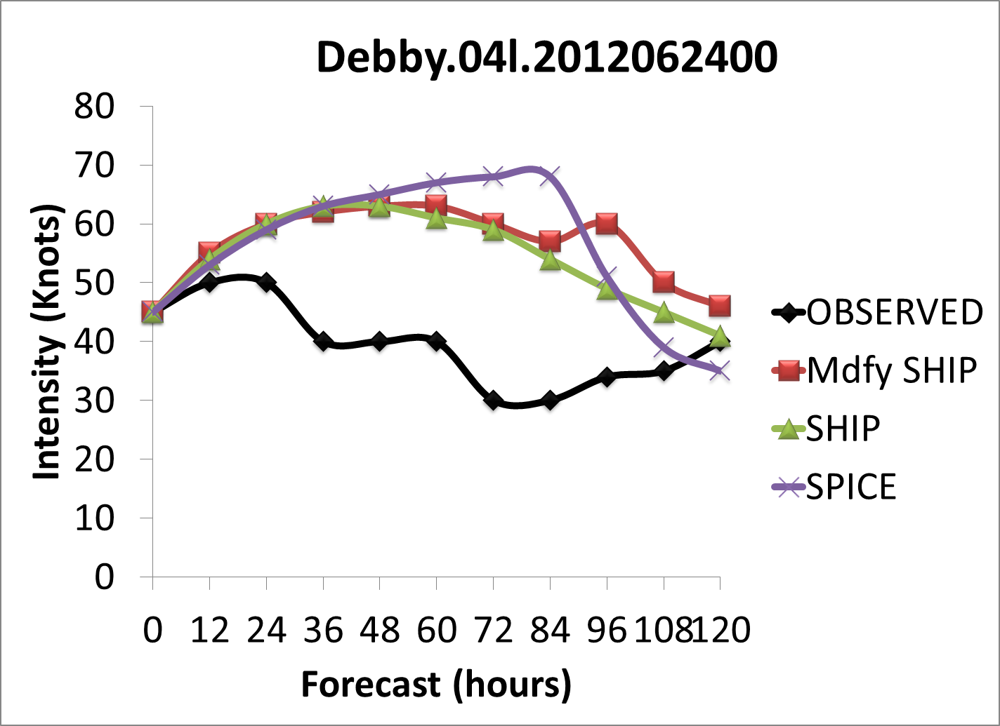 Debby.04l.2012062400
80
70
60
50
40
30
20
10
0
Intensity (Knots)
0 12 24 36 48 60 72 84 96 108 120
Forecast (hours)
OBSERVED
Mdfy SHIP
SHIP
SPICE